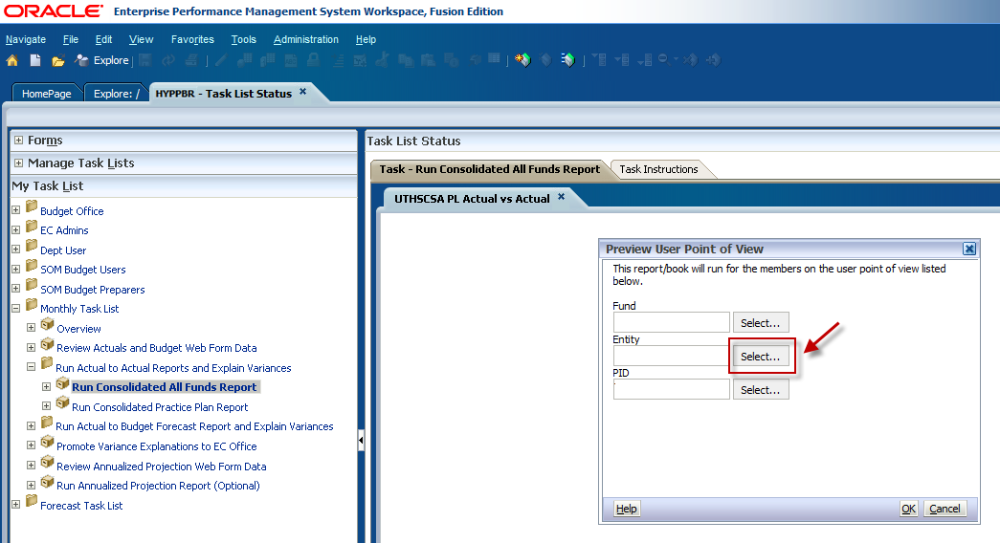 ORACLE Enterprise Performance Management System Workspace, Fusion Edition
Navigate File Edit View Favorites Tools Administration Help
Explore
HomePage Explore: / HYPPBR - Task List Status
Forms
Manage Task Lists
My Task List
Budget Office
EC Admins
Dept User
SOM Budget Users
SOM Budget Preparers
Monthly Task List
Overview
Review Actuals and Budget Web Form Data
Run Actual to Actual Reports and Explain Variances
Run Consolidated All Funds Report
Run Consolidated Practice Plan Report
Run Actual to Budget Forecast Report and Explain Variances
Promote Variance Explanations to EC Office
Review Annualized Projection Web Form Data
Run Annualized Projection Report (Optional)
Forecast Task List
Task List Status
Task - Run Consolidated All Funds Report Task Instructions
UTHSCSA PL Actual vs Actual
Preview User Point of View
This report/book will run for the members on the user point of view listed
below.
Fund
Select...
Entity
Select...
PID
Select...
Help OK Cancel